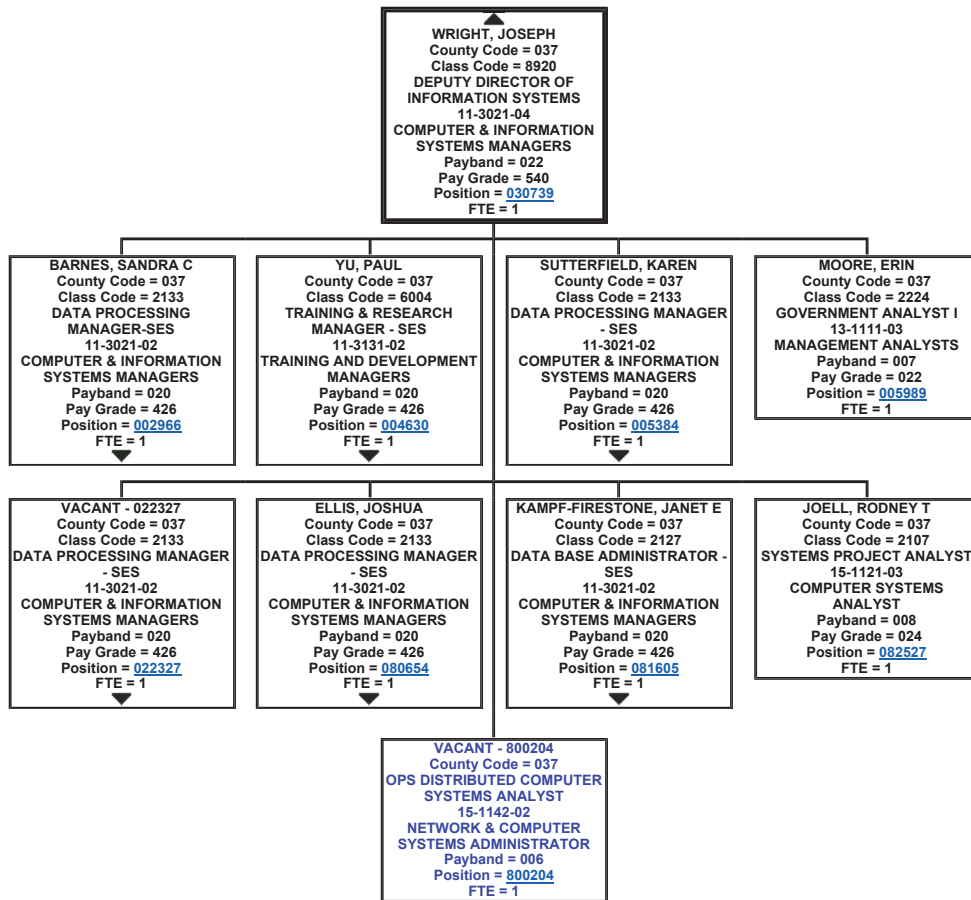 WRIGHT, JOSEPH
County Code = 037
Class Code = 8920
DEPUTY DIRECTOR OF
INFORMATION SYSTEMS
11-3021-04
COMPUTER & INFORMATION
SYSTEMS MANAGERS
Payband = 022
Pay Grade = 540
Position = 030739
FTE = 1
BARNES, SANDRA C
County Code = 037
Class Code = 2133
DATA PROCESSING
MANAGER-SES
11-3021-02
COMPUTER & INFORMATION
SYSTEMS MANAGERS
Payband = 020
Pay Grade = 426
Position = 002966
FTE = 1
YU, PAUL
County Code = 037
Class Code = 6004
TRAINING & RESEARCH
MANAGER - SES
11-3131-02
TRAINING AND DEVELOPMENT
MANAGERS
Payband = 020
Pay Grade = 426
Position = 004630
FTE = 1
SUTTERFIELD, KAREN
County Code = 037
Class Code = 2133
DATA PROCESSING MANAGER
- SES
11-3021-02
COMPUTER & INFORMATION
SYSTEMS MANAGERS
Payband = 020
Pay Grade = 426
Position = 005384
FTE = 1
MOORE, ERIN
County Code = 037
Class Code = 2224
GOVERNMENT ANALYST I
13-1111-03
MANAGEMENT ANALYSTS
Payband = 007
Pay Grade = 022
Position = 005989
FTE = 1
VACANT - 022327
County Code = 037
Class Code = 2133
DATA PROCESSING MANAGER
- SES
11-3021-02
COMPUTER & INFORMATION
SYSTEMS MANAGERS
Payband = 020
Pay Grade = 426
Position = 022327
FTE = 1
ELLIS, JOSHUA
County Code = 037
Class Code = 2133
DATA PROCESSING MANAGER
- SES
11-3021-02
COMPUTER & INFORMATION
SYSTEMS MANAGERS
Payband = 020
Pay Grade = 426
Position = 080654
FTE = 1
KAMPF-FIRESTONE, JANET E
County Code = 037
Class Code = 2127
DATA BASE ADMINISTRATOR -
SES
11-3021-02
COMPUTER & INFORMATION
SYSTEMS MANAGERS
Payband = 020
Pay Grade = 426
Position = 081605
FTE = 1
JOELL, RODNEY T
County Code = 037
Class Code = 2107
SYSTEMS PROJECT ANALYST
15-1121-03
COMPUTER SYSTEMS
ANALYST
Payband = 008
Pay Grade = 024
Position = 082527
FTE = 1
VACANT - 800204
County Code = 037
OPS DISTRIBUTED COMPUTER
SYSTEMS ANALYST
15-1142-02
NETWORK & COMPUTER
SYSTEMS ADMINISTRATOR
Payband = 006
Position = 800204
FTE = 1